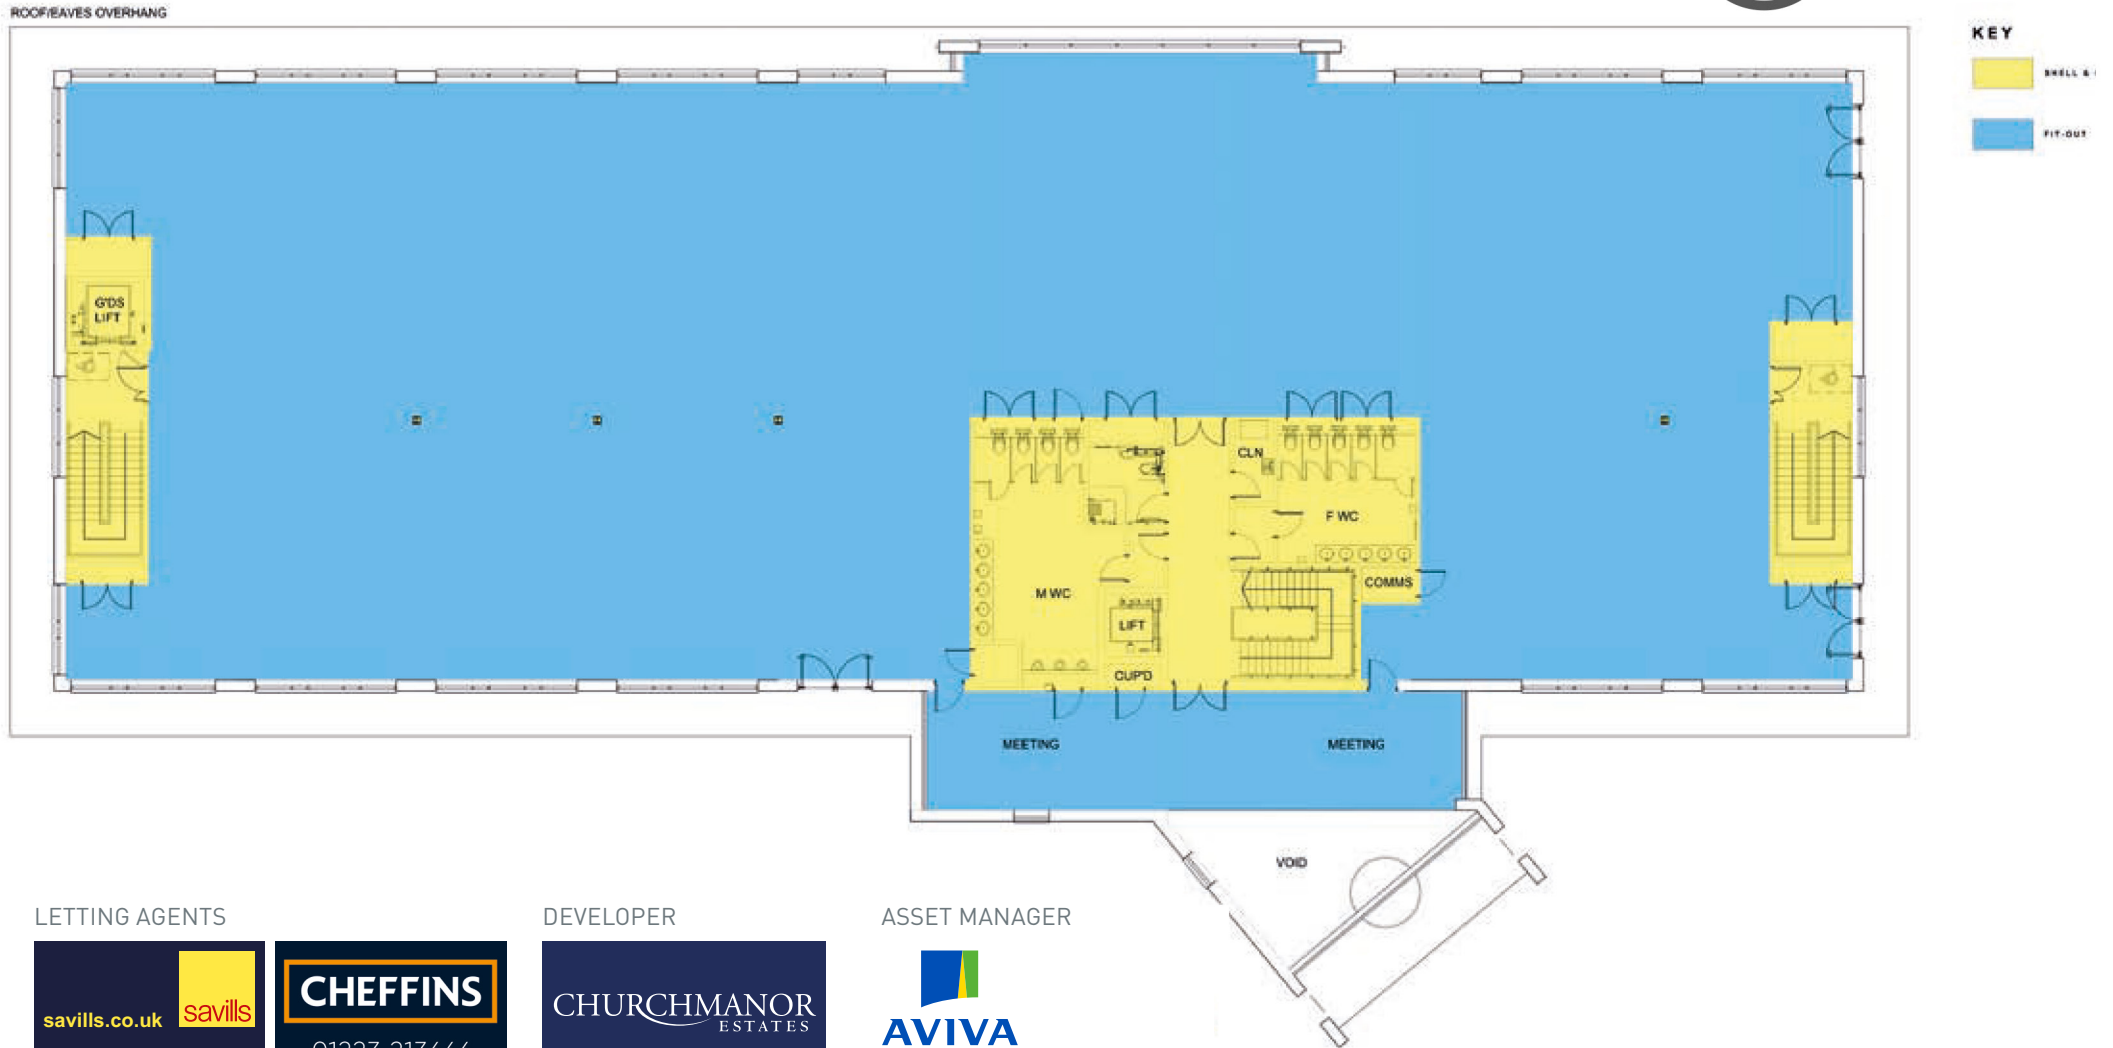 ROOF/EAVES OVERHANG
KEY
SHELL &
FIT-OUT
G'DS
LIFT
CLN
F WC
COMMS
M WC
LIFT
CUP'D
MEETING
MEETING
VOID
LETTING AGENTS
DEVELOPER
ASSET MANAGER
savills.co.uk
savills
CHEFFINS
CHURCHMANOR
ESTATES
AVIVA